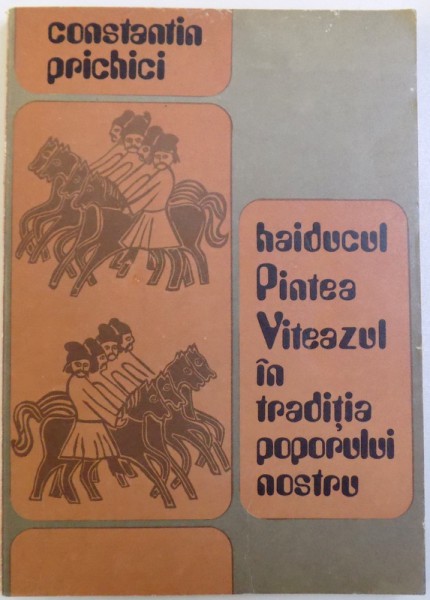 constantin
prichici
haiducul
Pintea
Viteazul
în
tradiția
poporului
nostru